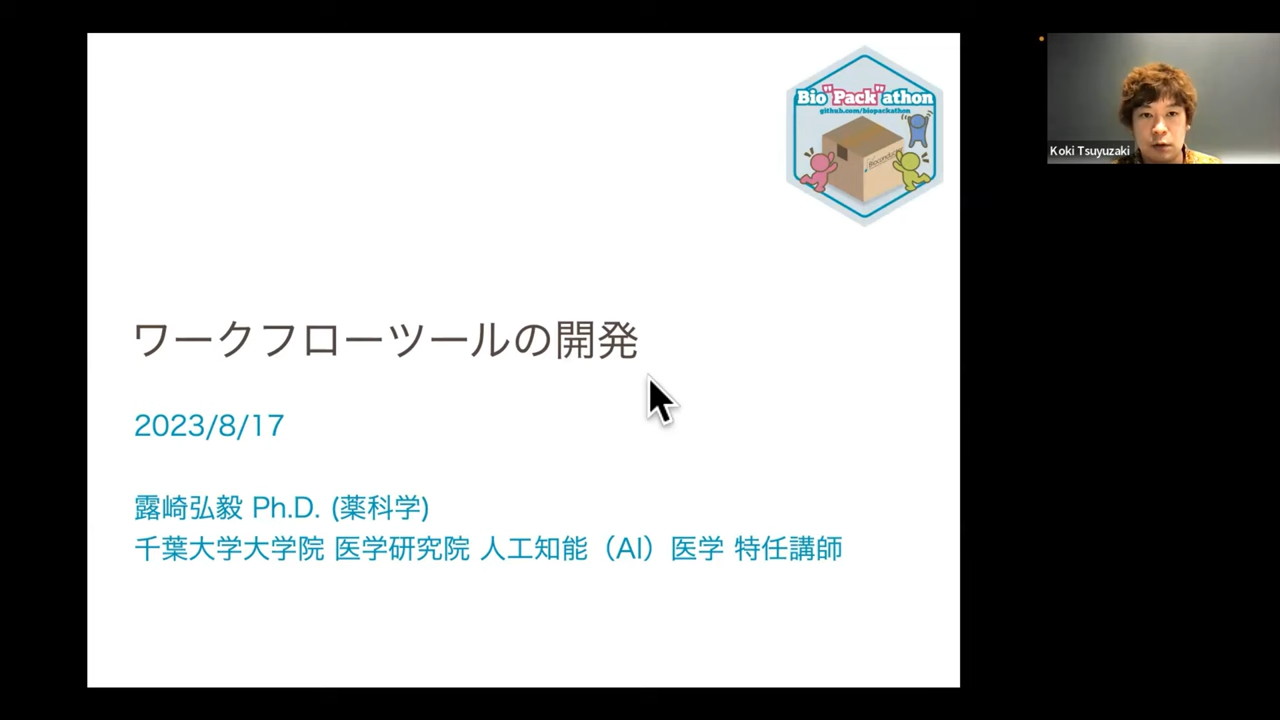 Bio"Pack"athon
github.com/biopackathon
ワークフローツールの開発
2023/8/17
露崎弘毅 Ph.D. (薬科学)
千葉大学大学院 医学研究院 人工知能（AI）医学 特任講師
Koki Tsuyuzaki